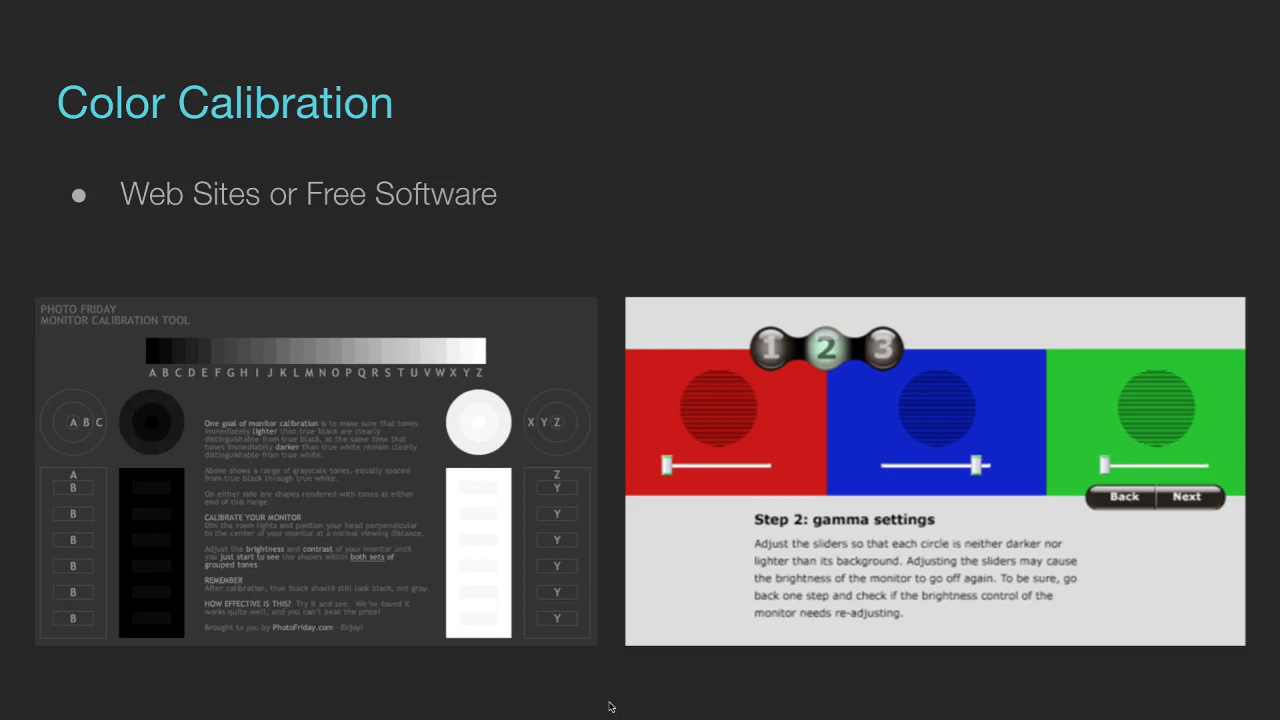 Color Calibration
● Web Sites or Free Software
PHOTO FRIDAY
MONITOR CALIBRATION TOOL
A B C D E F G H I J K L M N O P Q R S T U V W X Y Z
A B C
X Y Z
One goal of monitor calibration is to make sure that tones
immediately lighter than true black are clearly
distinguishable from true black, at the same time that
tones immediately darker than true white remain clearly
distinguishable from true white.
Above shows a range of grayscale tones, equally spaced
from true black through true white.
On either side are shapes rendered with tones at either
end of this range.
CALIBRATE YOUR MONITOR
Dim the room lights and position your head perpendicular
to the center of your monitor at a normal viewing distance.
Adjust the brightness and contrast of your monitor until
you just start to see the shapes within both sets of
grouped tones.
REMEMBER
After calibration, true black should still look black, not gray.
HOW EFFECTIVE IS THIS? Try it and see. We've found it
works quite well, and you can't beat the price!
Brought to you by PhotoFriday.com - Enjoy!
A
B
B
B
B
B
B
Z
Y
Y
Y
Y
Y
Y
1 2 3
Back Next
Step 2: gamma settings
Adjust the sliders so that each circle is neither darker nor
lighter than its background. Adjusting the sliders may cause
the brightness of the monitor to go off again. To be sure, go
back one step and check if the brightness control of the
monitor needs re-adjusting.